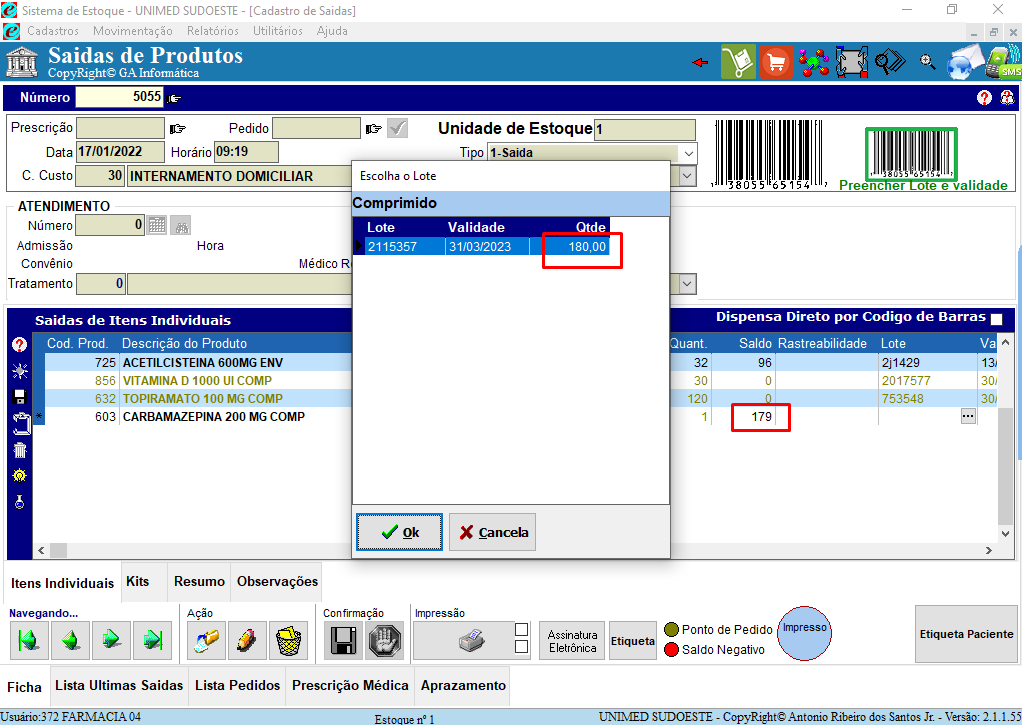 Sistema de Estoque - UNIMED SUDOESTE - [Cadastro de Saidas]
Cadastros Movimentação Relatórios Utilitários Ajuda
Saidas de Produtos
CopyRight© GA Informática
SMS
Número 5055
Prescrição Pedido Unidade de Estoque 1
Data 17/01/2022 Horário 09:19 Tipo 1-Saida
C. Custo 30 INTERNAMENTO DOMICILIAR
1 38055 65154 7
1 38055 65154 7
Preencher Lote e validade
ATENDIMENTO
Número 0
Admissão Hora
Convênio Médico R
Tratamento 0
Escolha o Lote
Comprimido
Lote Validade Qtde
2115357 31/03/2023 180,00
Ok Cancela
Saidas de Itens Individuais Dispensa Direto por Codigo de Barras
Cod. Prod. Descrição do Produto Quant. Saldo Rastreabilidade Lote Va
725 ACETILCISTEINA 600MG ENV 32 96 2j1429 13/
856 VITAMINA D 1000 UI COMP 30 0 2017577 30/
632 TOPIRAMATO 100 MG COMP 120 0 753548 30/
* 603 CARBAMAZEPINA 200 MG COMP 1 179 ...
Itens Individuais Kits Resumo Observações
Navegando... Ação Confirmação Impressão
Assinatura
Eletrônica
Etiqueta
Ponto de Pedido
Saldo Negativo
Impresso
Etiqueta Paciente
Ficha Lista Ultimas Saidas Lista Pedidos Prescrição Médica Aprazamento
Usuário:372 FARMACIA 04 Estoque nº 1 UNIMED SUDOESTE - CopyRight© Antonio Ribeiro dos Santos Jr. - Versão: 2.1.1.55